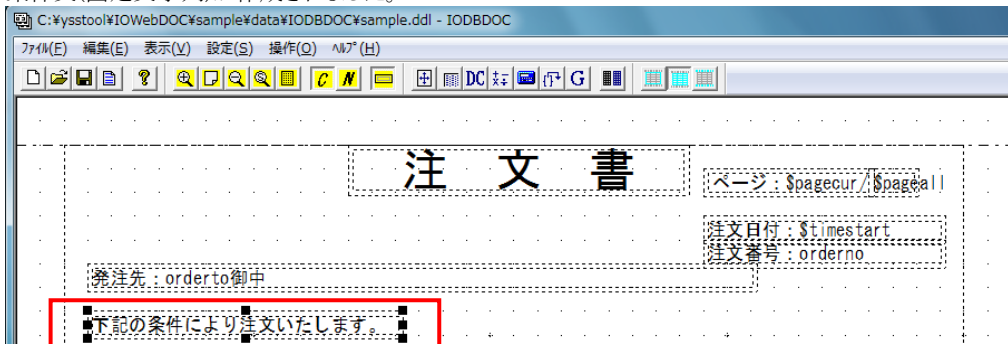 C:¥ysstool¥IOWebDOC¥sample¥data¥IODBDOC¥sample.ddl - IODBDOC
ﾌｧｲﾙ(F) 編集(E) 表示(V) 設定(S) 操作(O) ﾍﾙﾌﾟ(H)
C N DC G
注 文 書
ページ：$pagecur/$pageall
注文日付：$timestart
注文番号：orderno
発注先：orderto御中
下記の条件により注文いたします。